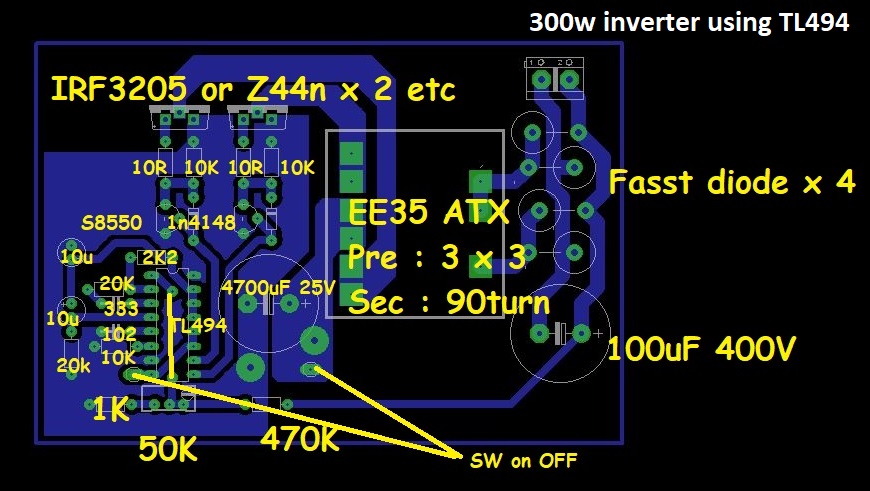 300w inverter using TL494
1 2
IRF3205 or Z44n x 2 etc
10R 10K 10R 10K
Fasst diode x 4
S8550 1n4148
EE35 ATX
10u 2K2
Pre : 3 x 3
20K 4700uF 25V
Sec : 90turn
333
10u TL494
102
10K
20k
100uF 400V
1K
50K 470K
SW on OFF